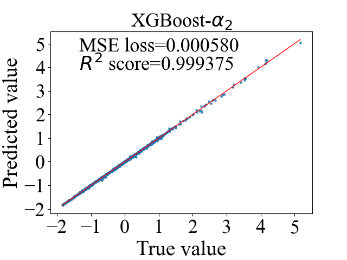 XGBoost-α₂
MSE loss=0.000580
R² score=0.999375
Predicted value
5
4
3
2
1
0
−1
−2
−2 −1 0 1 2 3 4 5
True value